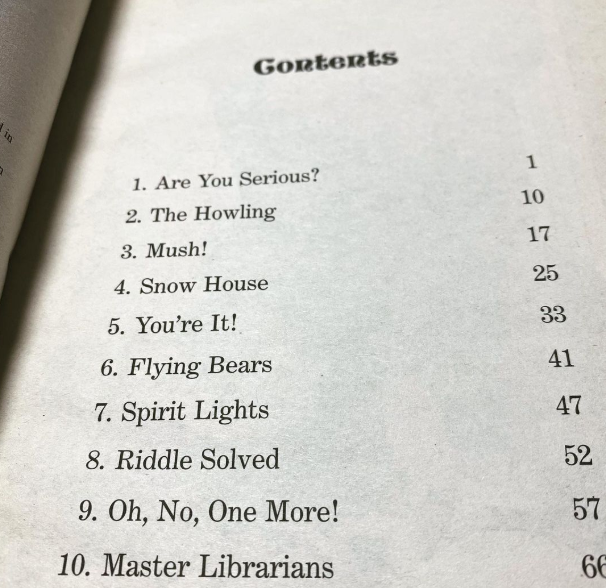 d in
Contents
1. Are You Serious? 1
2. The Howling 10
3. Mush! 17
4. Snow House 25
5. You're It! 33
6. Flying Bears 41
7. Spirit Lights 47
8. Riddle Solved 52
9. Oh, No, One More! 57
10. Master Librarians 66